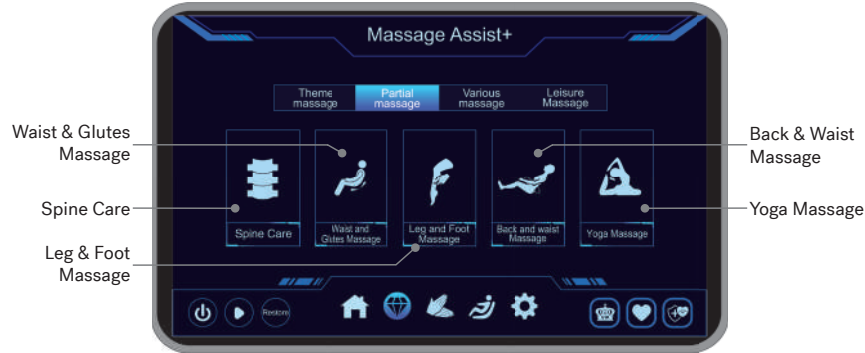 Massage Assist+
Theme
massage
Partial
massage
Various
massage
Leisure
Massage
Waist & Glutes
Massage
Spine Care
Leg & Foot
Massage
Back & Waist
Massage
Yoga Massage
Spine Care
Waist and
Glutes Massage
Leg and Foot
Massage
Back and waist
Massage
Yoga Massage
Restore